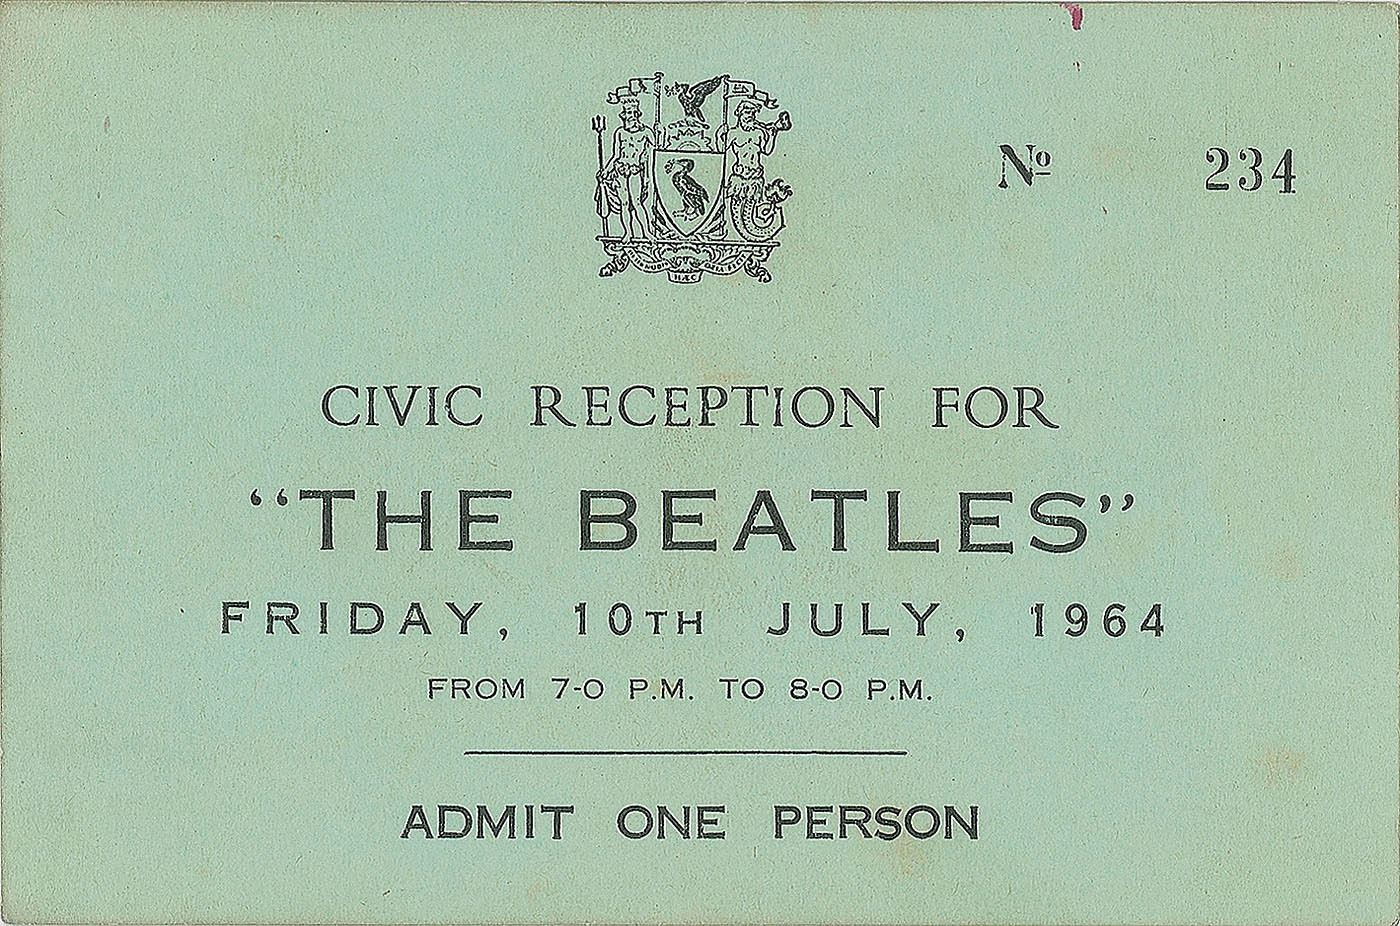 Nº 234
HÆC
CIVIC RECEPTION FOR
“THE BEATLES”
FRIDAY, 10TH JULY, 1964
FROM 7-0 P.M. TO 8-0 P.M.
ADMIT ONE PERSON